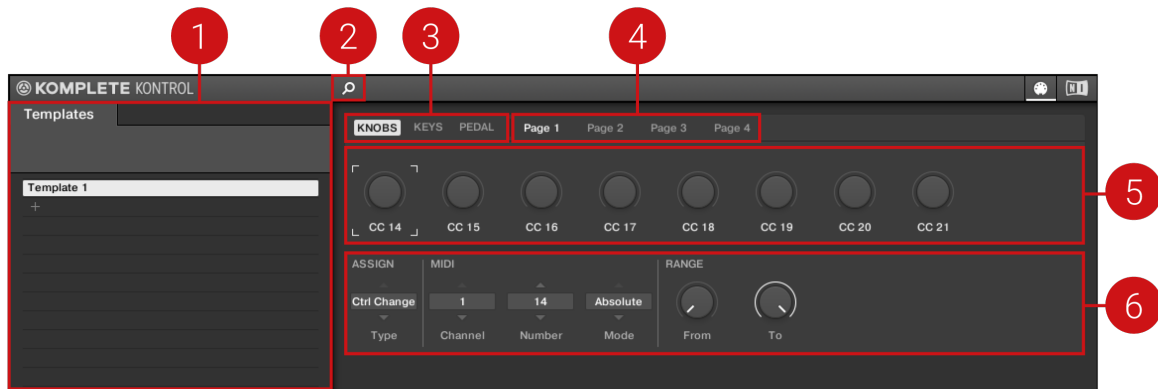 1 2 3 4
KOMPLETE KONTROL NI
Templates
KNOBS KEYS PEDAL Page 1 Page 2 Page 3 Page 4
Template 1
+
CC 14 CC 15 CC 16 CC 17 CC 18 CC 19 CC 20 CC 21
5
ASSIGN MIDI RANGE
Ctrl Change 1 14 Absolute
6
Type Channel Number Mode From To